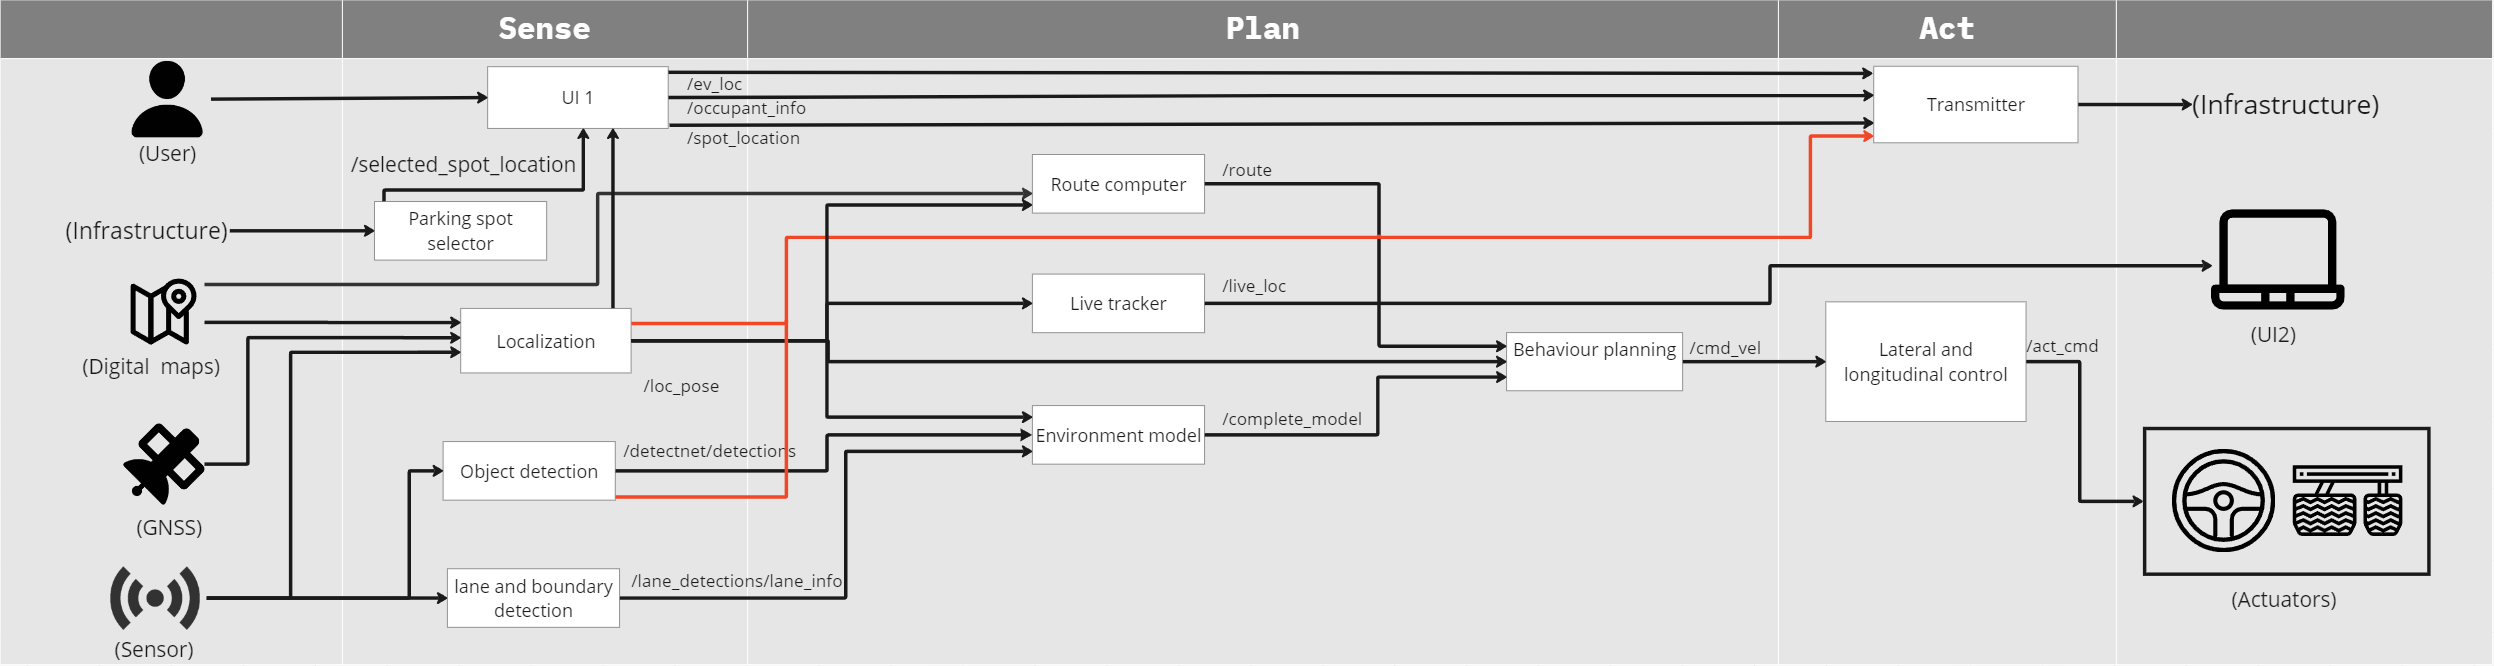 Sense
Plan
Act
UI 1
/ev_loc
/occupant_info
/spot_location
Transmitter
(Infrastructure)
(User)
/selected_spot_location
Route computer
/route
(Infrastructure)
Parking spot
selector
Live tracker
/live_loc
(UI2)
(Digital maps)
Localization
/loc_pose
Behaviour planning
/cmd_vel
Lateral and
longitudinal control
/act_cmd
Environment model
/complete_model
Object detection
/detectnet/detections
(GNSS)
lane and boundary
detection
/lane_detections/lane_info
(Sensor)
(Actuators)